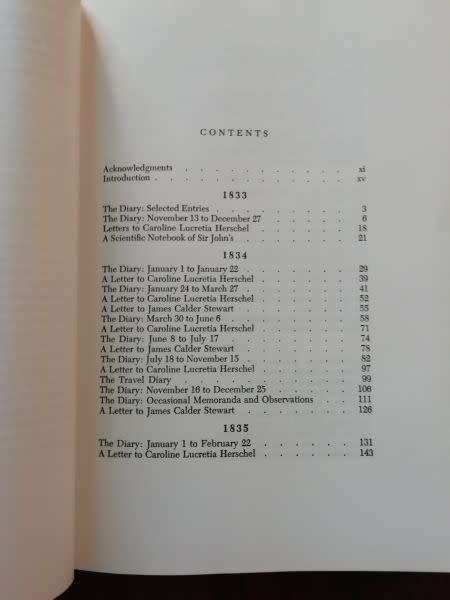 CONTENTS
Acknowledgments . . . . . . . . . . . xi
Introduction . . . . . . . . . . . . . xv
1833
The Diary: Selected Entries . . . . . . . . 3
The Diary: November 13 to December 27 . . . . . 6
Letters to Caroline Lucretia Herschel . . . . . . 18
A Scientific Notebook of Sir John's . . . . . . . 21
1834
The Diary: January 1 to January 22 . . . . . . . 29
A Letter to Caroline Lucretia Herschel . . . . . . 39
The Diary: January 24 to March 27 . . . . . . . 41
A Letter to Caroline Lucretia Herschel . . . . . . 52
A Letter to James Calder Stewart . . . . . . . 55
The Diary: March 30 to June 6 . . . . . . . . 58
A Letter to Caroline Lucretia Herschel . . . . . . 71
The Diary: June 8 to July 17 . . . . . . . . 74
A Letter to James Calder Stewart . . . . . . . 78
The Diary: July 18 to November 15 . . . . . . . 82
A Letter to Caroline Lucretia Herschel . . . . . . 97
The Travel Diary . . . . . . . . . . . 99
The Diary: November 16 to December 25 . . . . . 106
The Diary: Occasional Memoranda and Observations . . 111
A Letter to James Calder Stewart . . . . . . . 126
1835
The Diary: January 1 to February 22 . . . . . . 131
A Letter to Caroline Lucretia Herschel . . . . . . 143